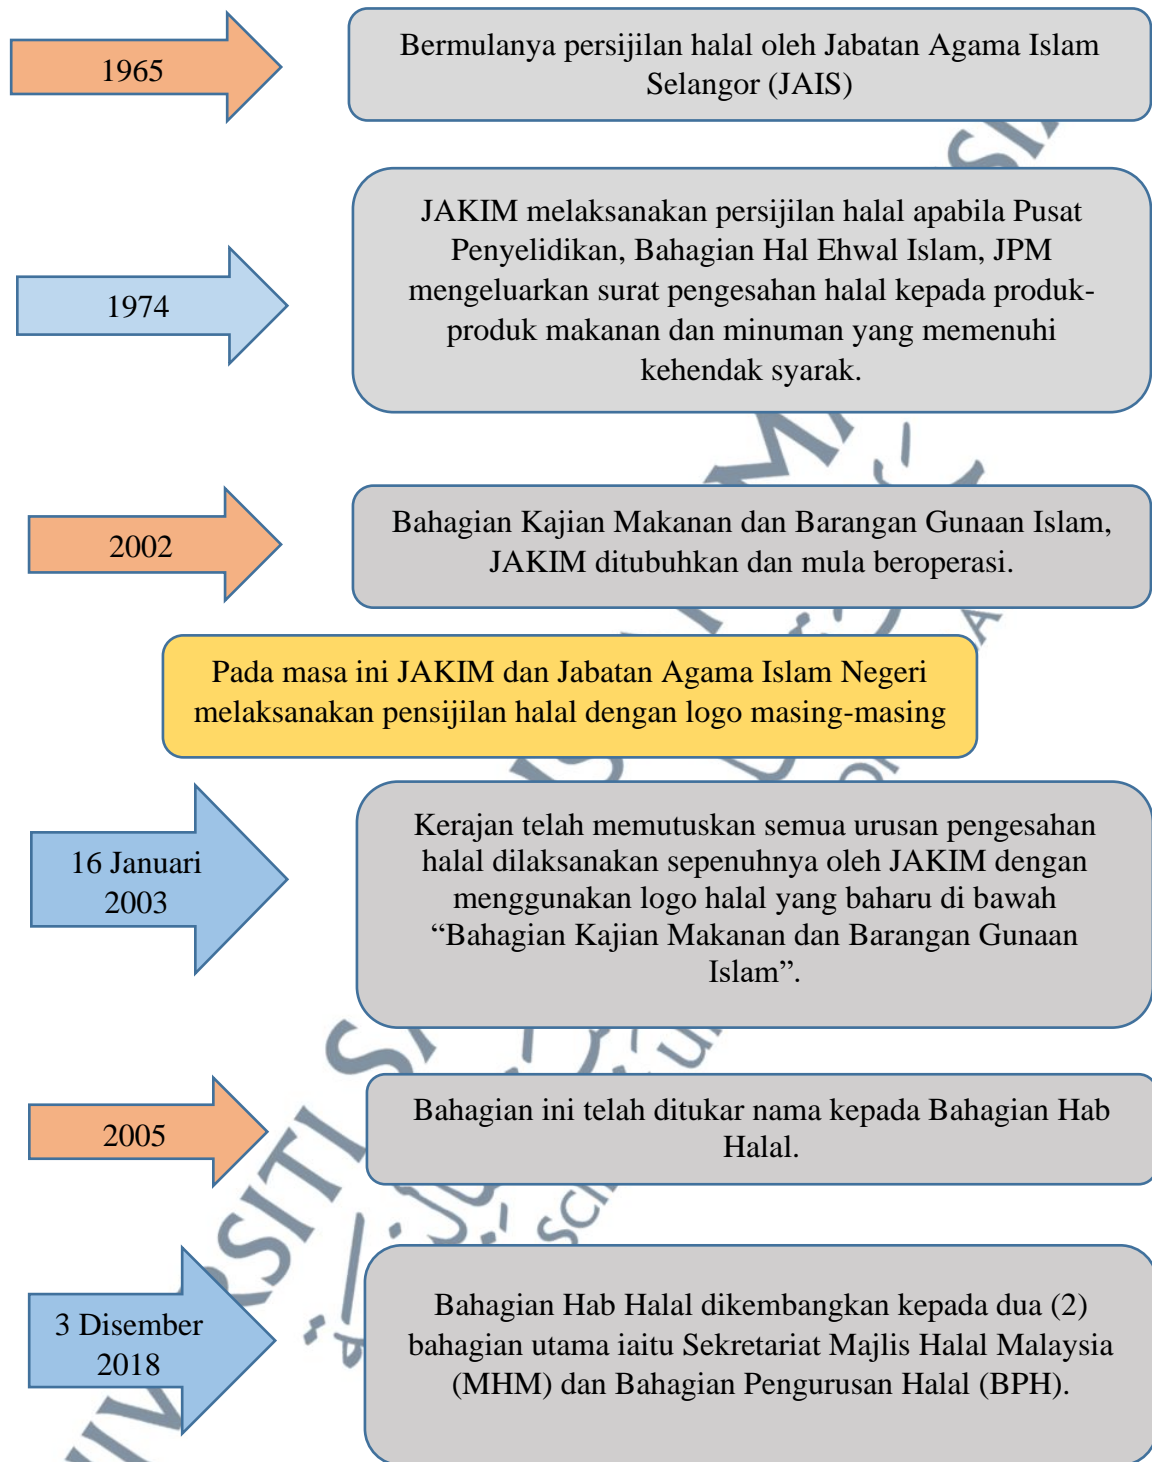 1965
Bermulanya persijilan halal oleh Jabatan Agama Islam
Selangor (JAIS)
1974
JAKIM melaksanakan persijilan halal apabila Pusat
Penyelidikan, Bahagian Hal Ehwal Islam, JPM
mengeluarkan surat pengesahan halal kepada produk-
produk makanan dan minuman yang memenuhi
kehendak syarak.
2002
Bahagian Kajian Makanan dan Barangan Gunaan Islam,
JAKIM ditubuhkan dan mula beroperasi.
Pada masa ini JAKIM dan Jabatan Agama Islam Negeri
melaksanakan pensijilan halal dengan logo masing-masing
16 Januari
2003
Kerajan telah memutuskan semua urusan pengesahan
halal dilaksanakan sepenuhnya oleh JAKIM dengan
menggunakan logo halal yang baharu di bawah
“Bahagian Kajian Makanan dan Barangan Gunaan
Islam”.
2005
Bahagian ini telah ditukar nama kepada Bahagian Hab
Halal.
3 Disember
2018
Bahagian Hab Halal dikembangkan kepada dua (2)
bahagian utama iaitu Sekretariat Majlis Halal Malaysia
(MHM) dan Bahagian Pengurusan Halal (BPH).